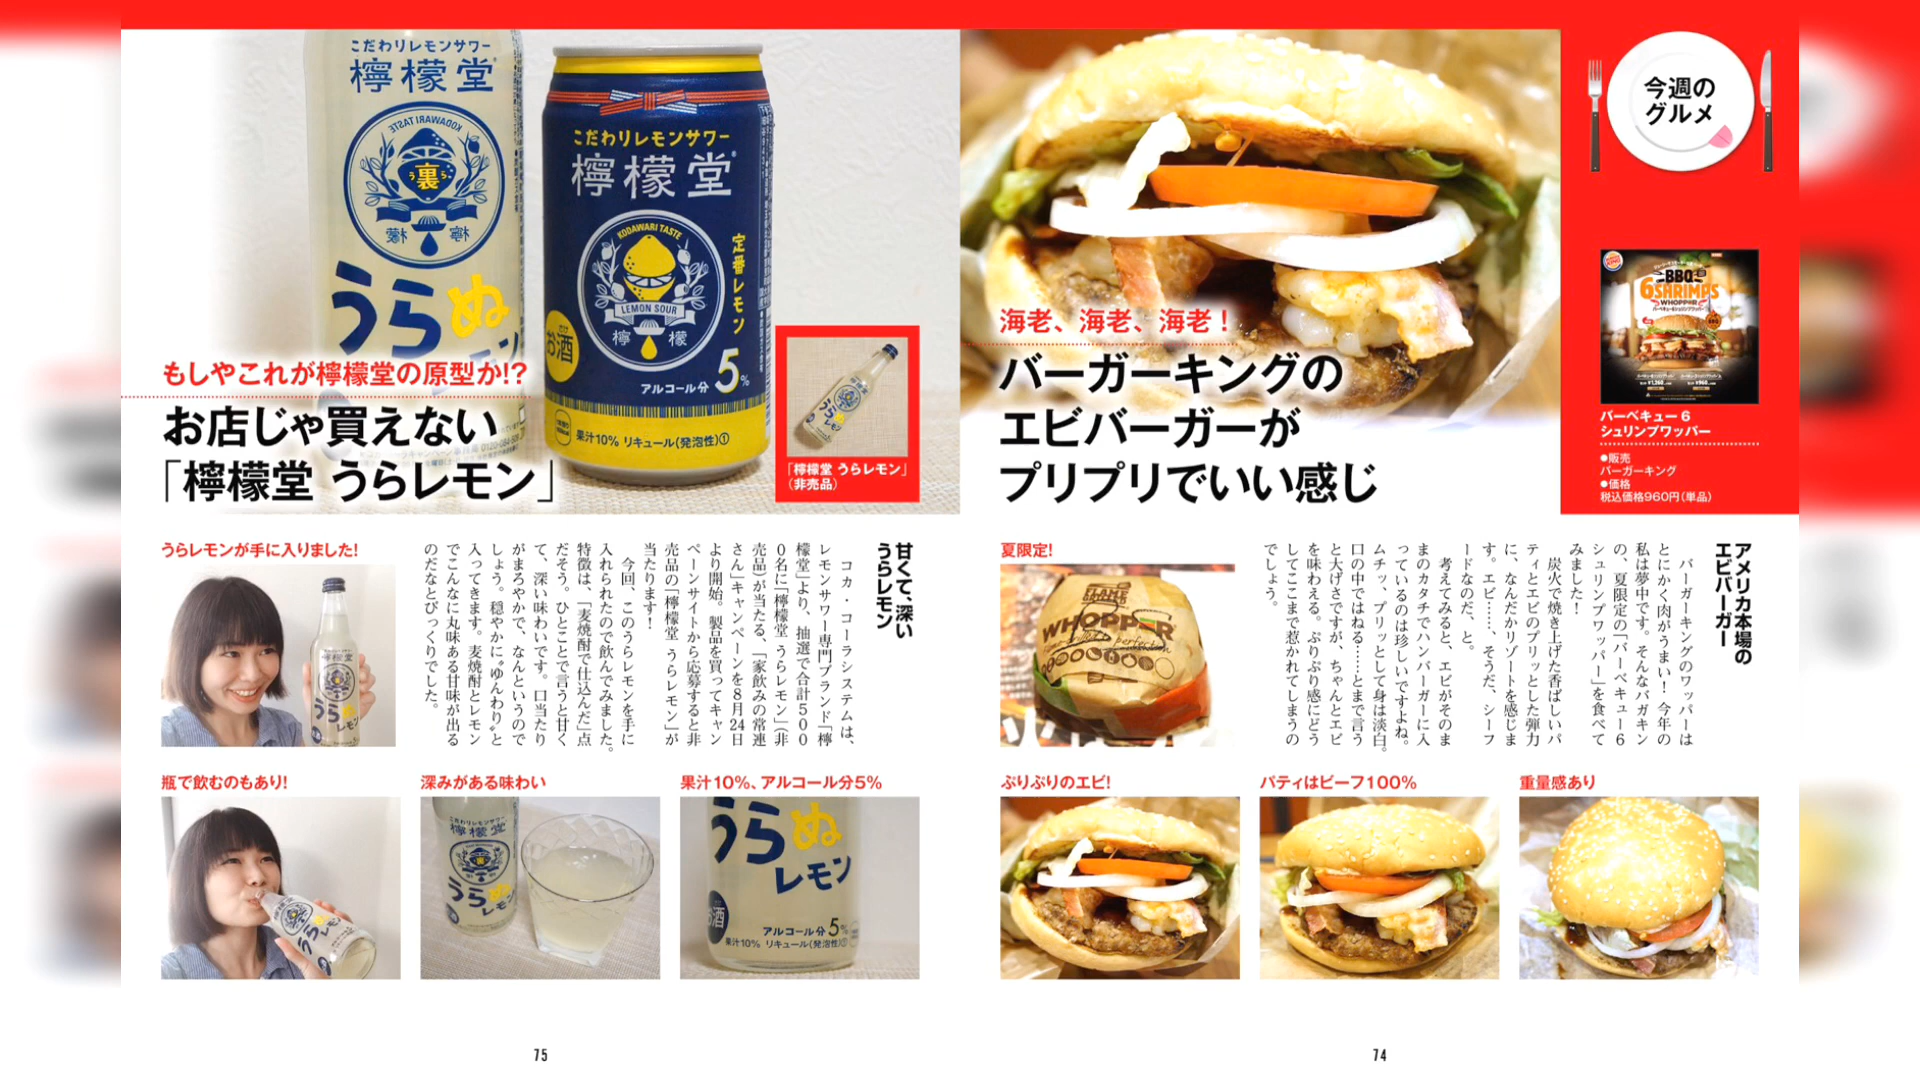 今週の
グルメ
BBQ
6SHRIMPS
WHOPPER
バーベキュー 6
シュリンプワッパー
●販売
バーガーキング
●価格
税込価格960円(単品)
海老、海老、海老！
バーガーキングの
エビバーガーが
プリプリでいい感じ
アメリカ本場の
エビバーガー
バーガーキングのワッパーは
とにかく肉がうまい！ 今年の
私は夢中です。そんなバガキン
の、夏限定の「バーベキュー6
シュリンプワッパー」を食べて
みました！
炭火で焼き上げた香ばしいパ
ティとエビのプリッとした弾力
に、なんだかリゾートを感じま
す。エビ……、そうだ、シーフ
ードなのだ、と。
考えてみると、エビがそのま
まのカタチでハンバーガーに入
っているのは珍しいですよね。
ムチッ、プリッとして身は淡白。
口の中ではねる……とまで言う
と大げさですが、ちゃんとエビ
を味わえる。ぷりぷり感にどう
してここまで惹かれてしまうの
でしょう。
夏限定!
WHOPPER
ぷりぷりのエビ!
パティはビーフ100%
重量感あり
74
こだわりレモンサワー
檸檬堂
KODAWARI TASTE
うら裏
檸檬
うらぬ
レモン
こだわりレモンサワー
檸檬堂
KODAWARI TASTE
LEMON SOUR
檸檬
定番レモン
お酒
アルコール分 5%
果汁10% リキュール(発泡性)①
「檸檬堂 うらレモン」
(非売品)
もしやこれが檸檬堂の原型か!?
お店じゃ買えない
「檸檬堂 うらレモン」
甘くて、深い
うらレモン
コカ・コーラシステムは、
レモンサワー専門ブランド「檸
檬堂」より、抽選で合計500
0名に「檸檬堂 うらレモン」(非
売品)が当たる、「家飲みの常連
さん」キャンペーンを8月24日
より開始。製品を買ってキャン
ペーンサイトから応募すると非
売品の「檸檬堂 うらレモン」が
当たります！
今回、このうらレモンを手に
入れられたので飲んでみました。
特徴は、「麦焼酎で仕込んだ」点
だそう。ひとことで言うと甘く
て、深い味わいです。口当たり
がまろやかで、なんというので
しょう。穏やかに“ゆんわり”と
入ってきます。麦焼酎とレモン
でこんなに丸味ある甘味が出る
のだなとびっくりでした。
うらレモンが手に入りました!
瓶で飲むのもあり!
深みがある味わい
果汁10%、アルコール分5%
うらぬ
レモン
お酒
アルコール分 5%
果汁10% リキュール(発泡性)①
75